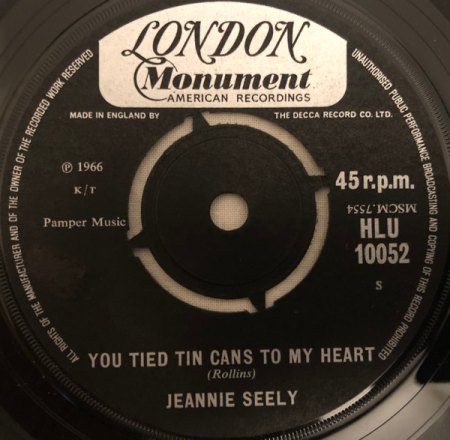 LONDON
Monument
AMERICAN RECORDINGS
MADE IN ENGLAND BY THE DECCA RECORD CO. LTD.
ALL RIGHTS OF THE MANUFACTURER AND OF THE OWNER OF THE RECORDED WORK RESERVED
UNAUTHORISED PUBLIC PERFORMANCE BROADCASTING AND COPYING OF THIS RECORD PROHIBITED
℗ 1966
K/T
Pamper Music
45 r.p.m.
MSCM.7554
HLU
10052
S
YOU TIED TIN CANS TO MY HEART
(Rollins)
JEANNIE SEELY